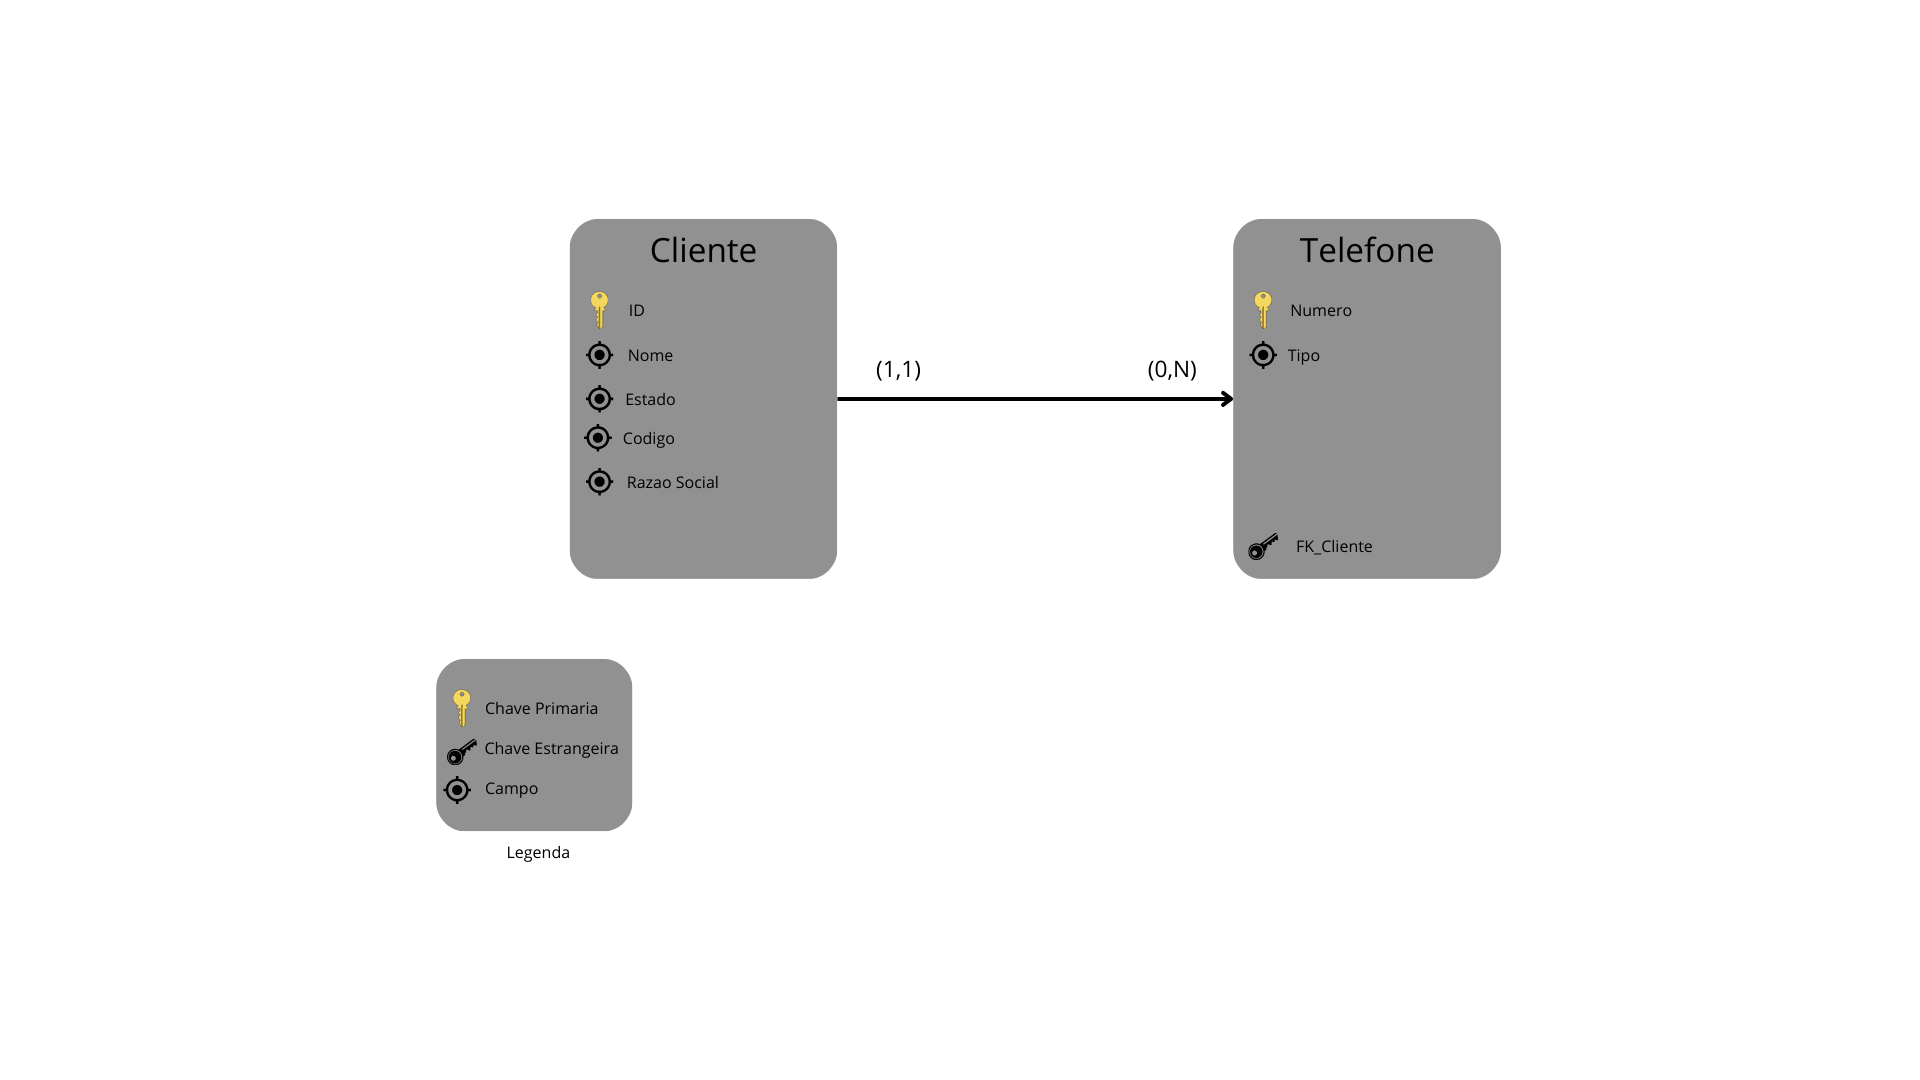 Cliente
ID
Nome
Estado
Codigo
Razao Social
(1,1)
(0,N)
Telefone
Numero
Tipo
FK_Cliente
Chave Primaria
Chave Estrangeira
Campo
Legenda